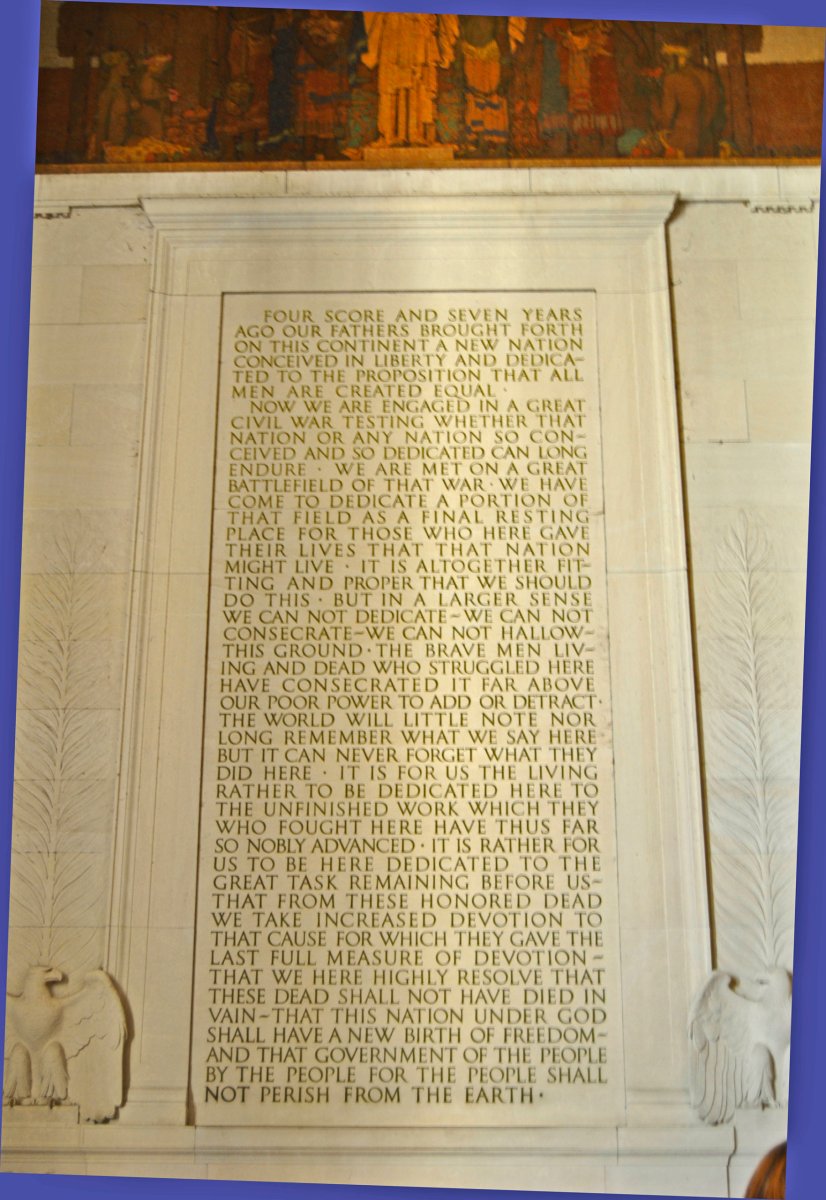 FOUR SCORE AND SEVEN YEARS
AGO OUR FATHERS BROUGHT FORTH
ON THIS CONTINENT A NEW NATION
CONCEIVED IN LIBERTY AND DEDICA-
TED TO THE PROPOSITION THAT ALL
MEN ARE CREATED EQUAL ·
NOW WE ARE ENGAGED IN A GREAT
CIVIL WAR TESTING WHETHER THAT
NATION OR ANY NATION SO CON-
CEIVED AND SO DEDICATED CAN LONG
ENDURE · WE ARE MET ON A GREAT
BATTLEFIELD OF THAT WAR · WE HAVE
COME TO DEDICATE A PORTION OF
THAT FIELD AS A FINAL RESTING
PLACE FOR THOSE WHO HERE GAVE
THEIR LIVES THAT THAT NATION
MIGHT LIVE · IT IS ALTOGETHER FIT-
TING AND PROPER THAT WE SHOULD
DO THIS · BUT IN A LARGER SENSE
WE CAN NOT DEDICATE-WE CAN NOT
CONSECRATE-WE CAN NOT HALLOW-
THIS GROUND · THE BRAVE MEN LIV-
ING AND DEAD WHO STRUGGLED HERE
HAVE CONSECRATED IT FAR ABOVE
OUR POOR POWER TO ADD OR DETRACT ·
THE WORLD WILL LITTLE NOTE NOR
LONG REMEMBER WHAT WE SAY HERE
BUT IT CAN NEVER FORGET WHAT THEY
DID HERE · IT IS FOR US THE LIVING
RATHER TO BE DEDICATED HERE TO
THE UNFINISHED WORK WHICH THEY
WHO FOUGHT HERE HAVE THUS FAR
SO NOBLY ADVANCED · IT IS RATHER FOR
US TO BE HERE DEDICATED TO THE
GREAT TASK REMAINING BEFORE US-
THAT FROM THESE HONORED DEAD
WE TAKE INCREASED DEVOTION TO
THAT CAUSE FOR WHICH THEY GAVE THE
LAST FULL MEASURE OF DEVOTION -
THAT WE HERE HIGHLY RESOLVE THAT
THESE DEAD SHALL NOT HAVE DIED IN
VAIN-THAT THIS NATION UNDER GOD
SHALL HAVE A NEW BIRTH OF FREEDOM-
AND THAT GOVERNMENT OF THE PEOPLE
BY THE PEOPLE FOR THE PEOPLE SHALL
NOT PERISH FROM THE EARTH ·